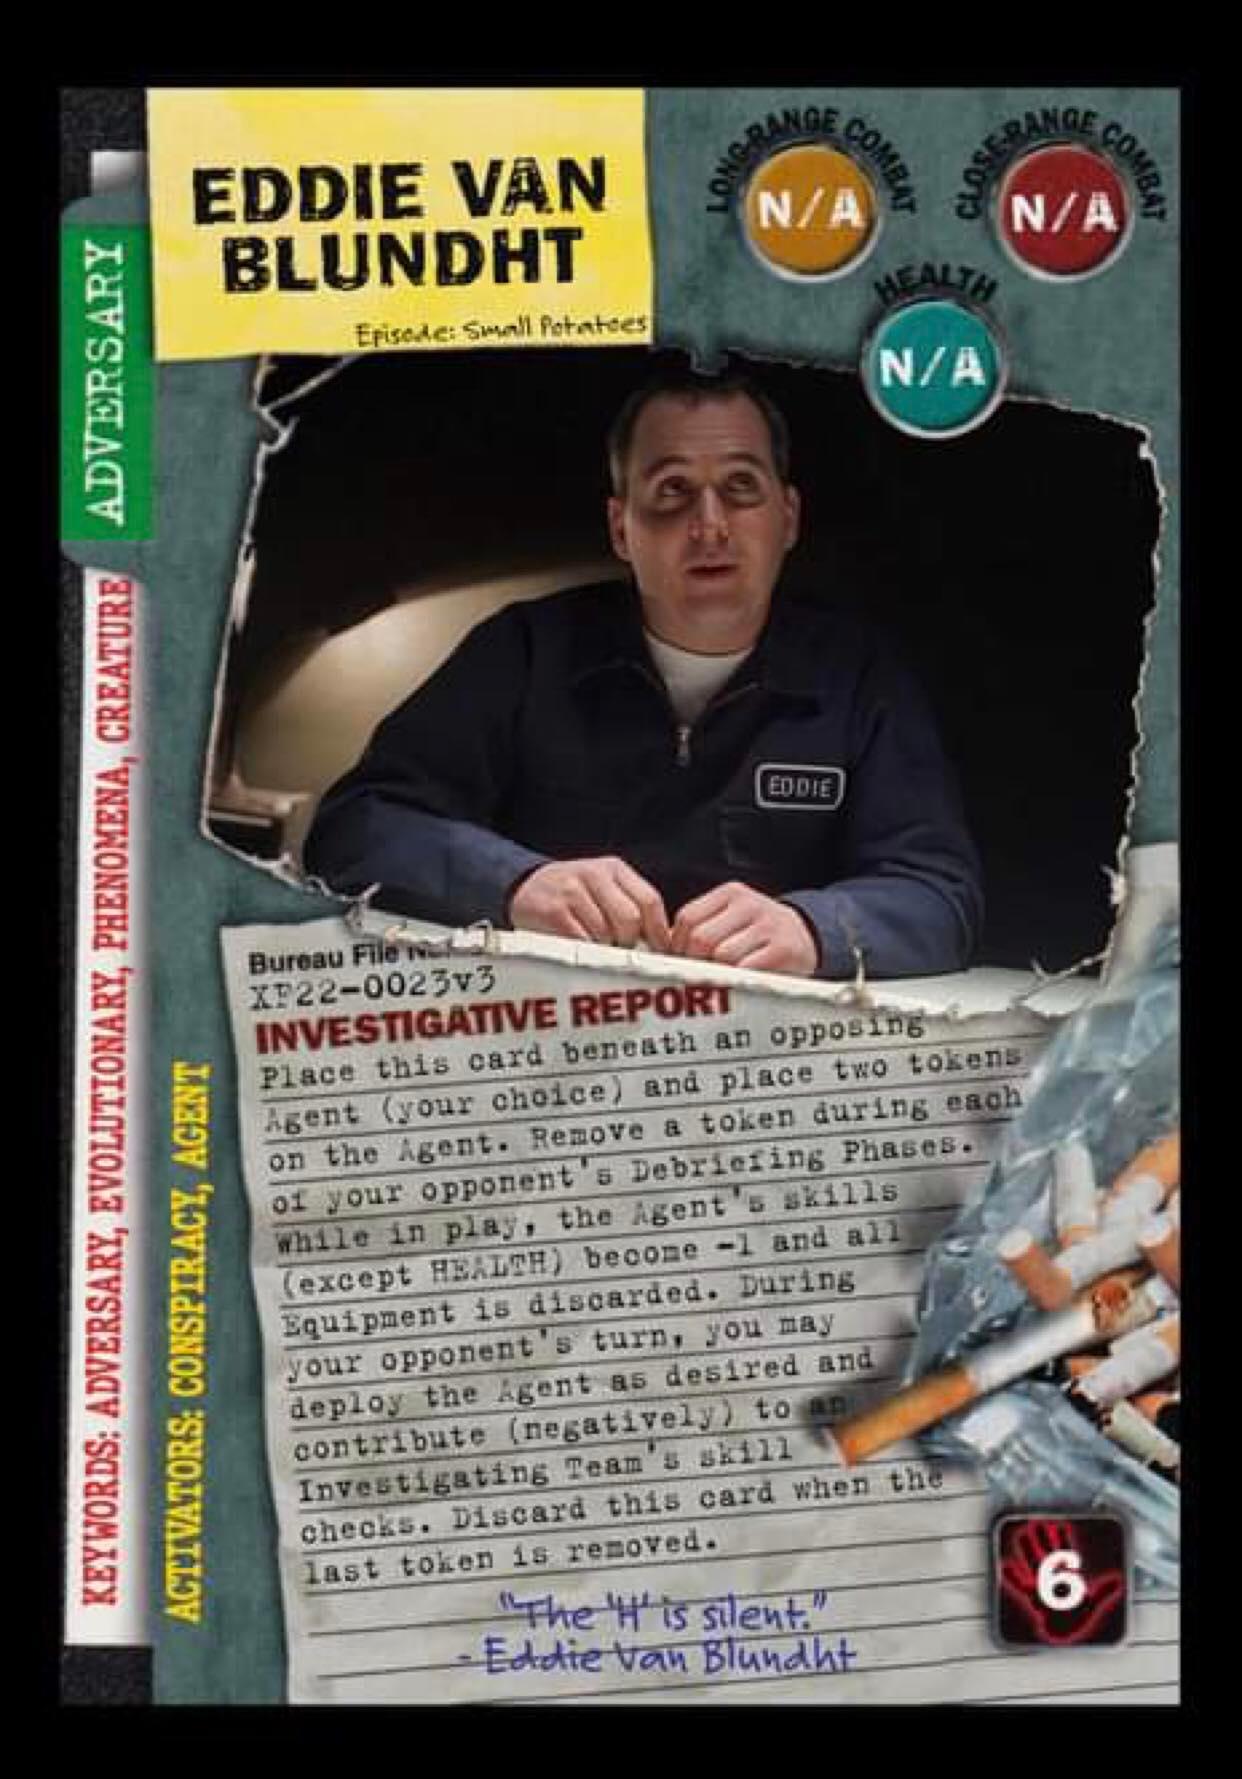 EDDIE VAN
BLUNDHT
Episode: Small Potatoes
LONG-RANGE COMBAT
N/A
CLOSE-RANGE COMBAT
N/A
HEALTH
N/A
ADVERSARY
KEYWORDS: ADVERSARY, EVOLUTIONARY, PHENOMENA, CREATURE
ACTIVATORS: CONSPIRACY, AGENT
EDDIE
Bureau File
XF22-0023v3
INVESTIGATIVE REPORT
Place this card beneath an opposing
Agent (your choice) and place two tokens
on the Agent. Remove a token during each
of your opponent's Debriefing Phases.
While in play, the Agent's skills
(except HEALTH) become -1 and all
Equipment is discarded. During
your opponent's turn, you may
deploy the Agent as desired and
contribute (negatively) to an
Investigating Team's skill
checks. Discard this card when the
last token is removed.
"The 'H' is silent."
- Eddie Van Blundht
6